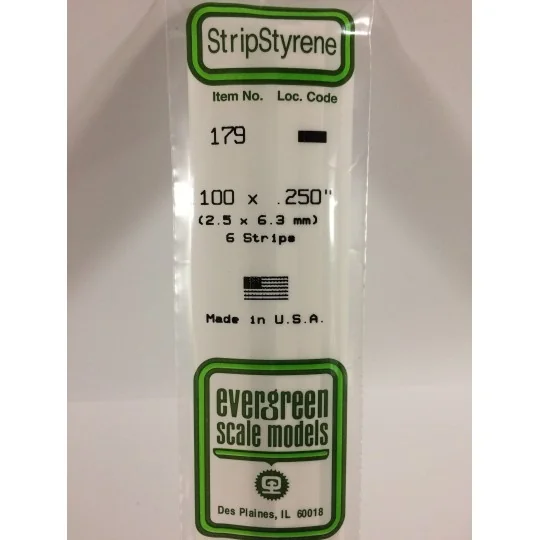 StripStyrene
Item No. Loc. Code
179
100 x .250"
(2.5 x 6.3 mm)
6 Strips
Made in U.S.A.
evergreen
scale models
Des Plaines, IL 60018